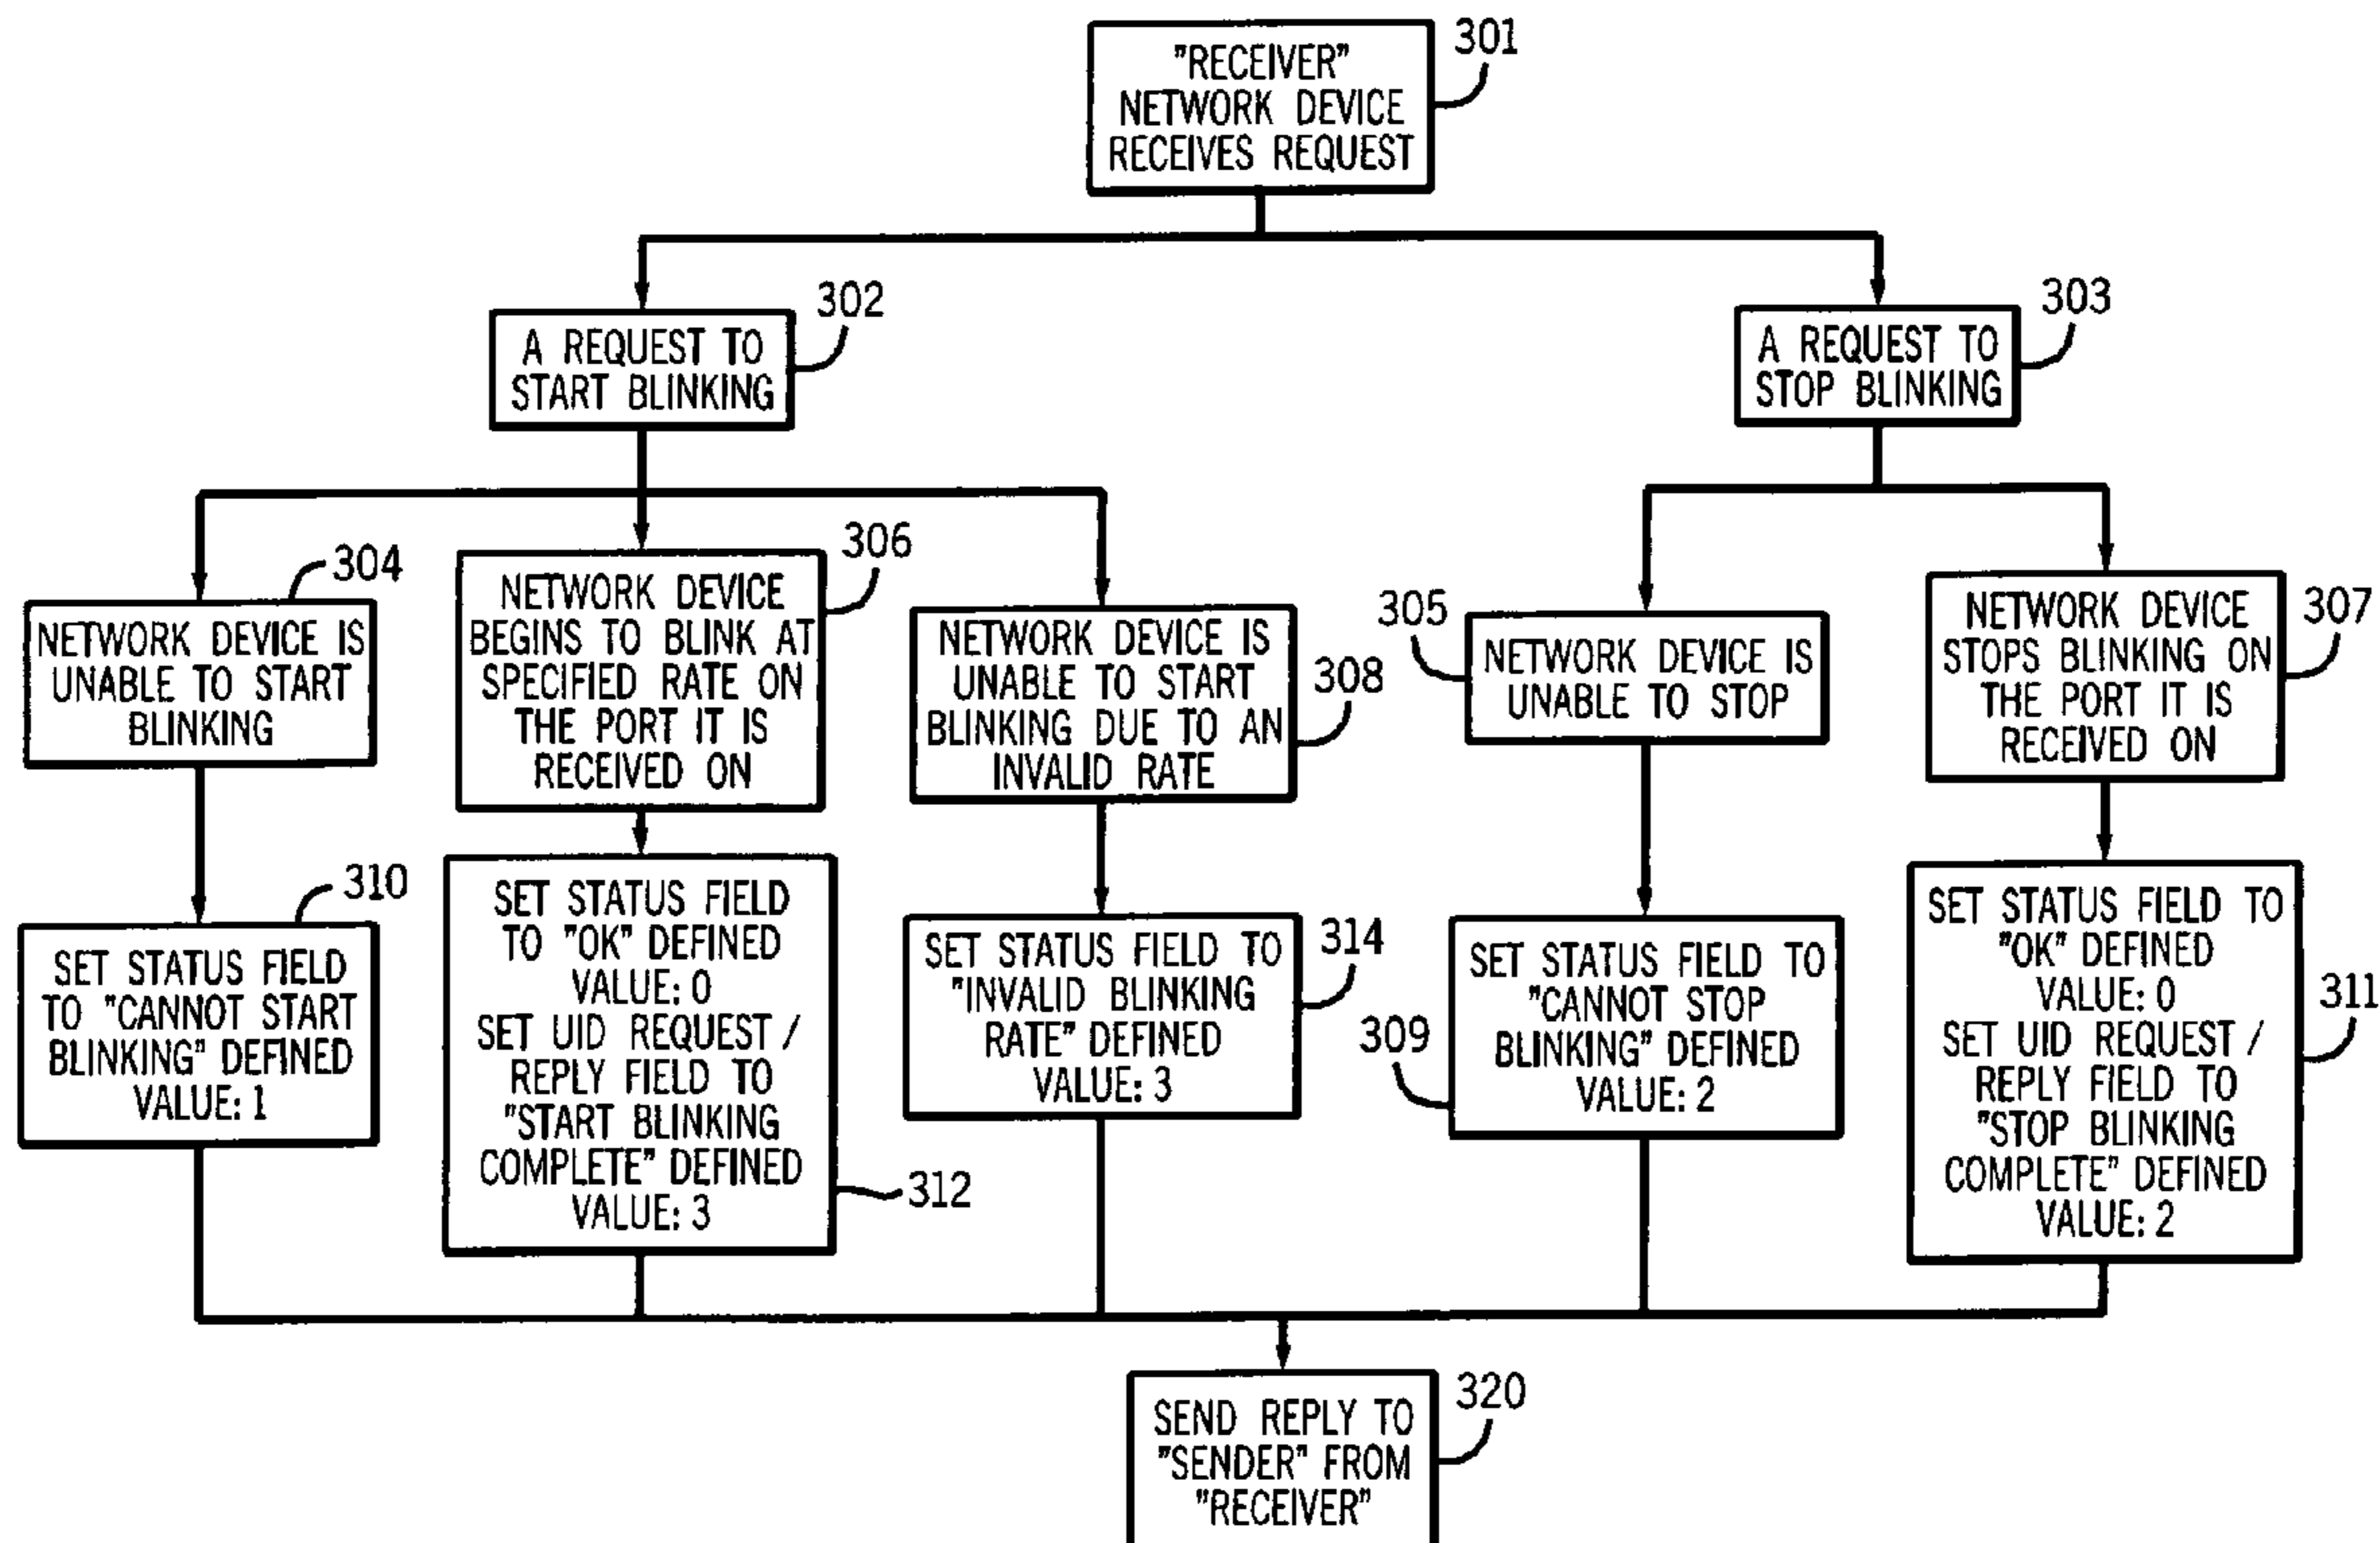 "RECEIVER"
NETWORK DEVICE
RECEIVES REQUEST
301
A REQUEST TO
START BLINKING
302
A REQUEST TO
STOP BLINKING
303
NETWORK DEVICE IS
UNABLE TO START
BLINKING
304
NETWORK DEVICE
BEGINS TO BLINK AT
SPECIFIED RATE ON
THE PORT IT IS
RECEIVED ON
306
NETWORK DEVICE IS
UNABLE TO START
BLINKING DUE TO AN
INVALID RATE
308
305
NETWORK DEVICE IS
UNABLE TO STOP
NETWORK DEVICE
STOPS BLINKING ON
THE PORT IT IS
RECEIVED ON
307
310
SET STATUS FIELD
TO "CANNOT START
BLINKING" DEFINED
VALUE: 1
SET STATUS FIELD
TO "OK" DEFINED
VALUE: 0
SET UID REQUEST /
REPLY FIELD TO
"START BLINKING
COMPLETE" DEFINED
VALUE: 3
312
SET STATUS FIELD TO
"INVALID BLINKING
RATE" DEFINED
VALUE: 3
314
309
SET STATUS FIELD TO
"CANNOT STOP
BLINKING" DEFINED
VALUE: 2
SET STATUS FIELD TO
"OK" DEFINED
VALUE: 0
SET UID REQUEST /
REPLY FIELD TO
"STOP BLINKING
COMPLETE" DEFINED
VALUE: 2
311
SEND REPLY TO
"SENDER" FROM
"RECEIVER"
320